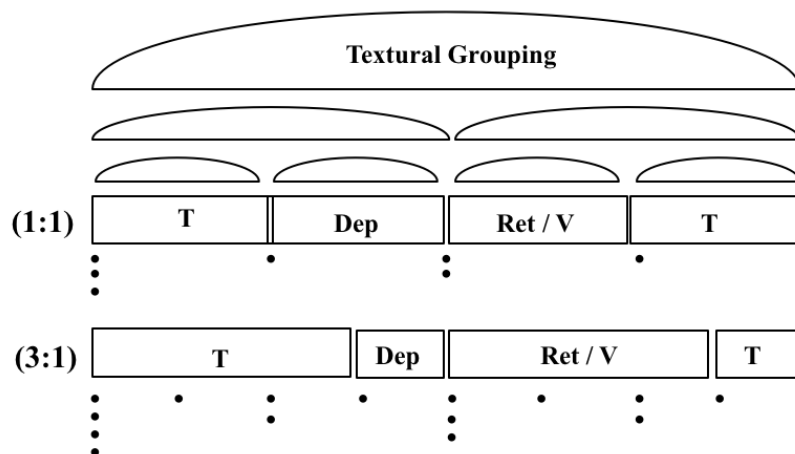 Textural Grouping
(1:1) T Dep Ret / V T
(3:1) T Dep Ret / V T